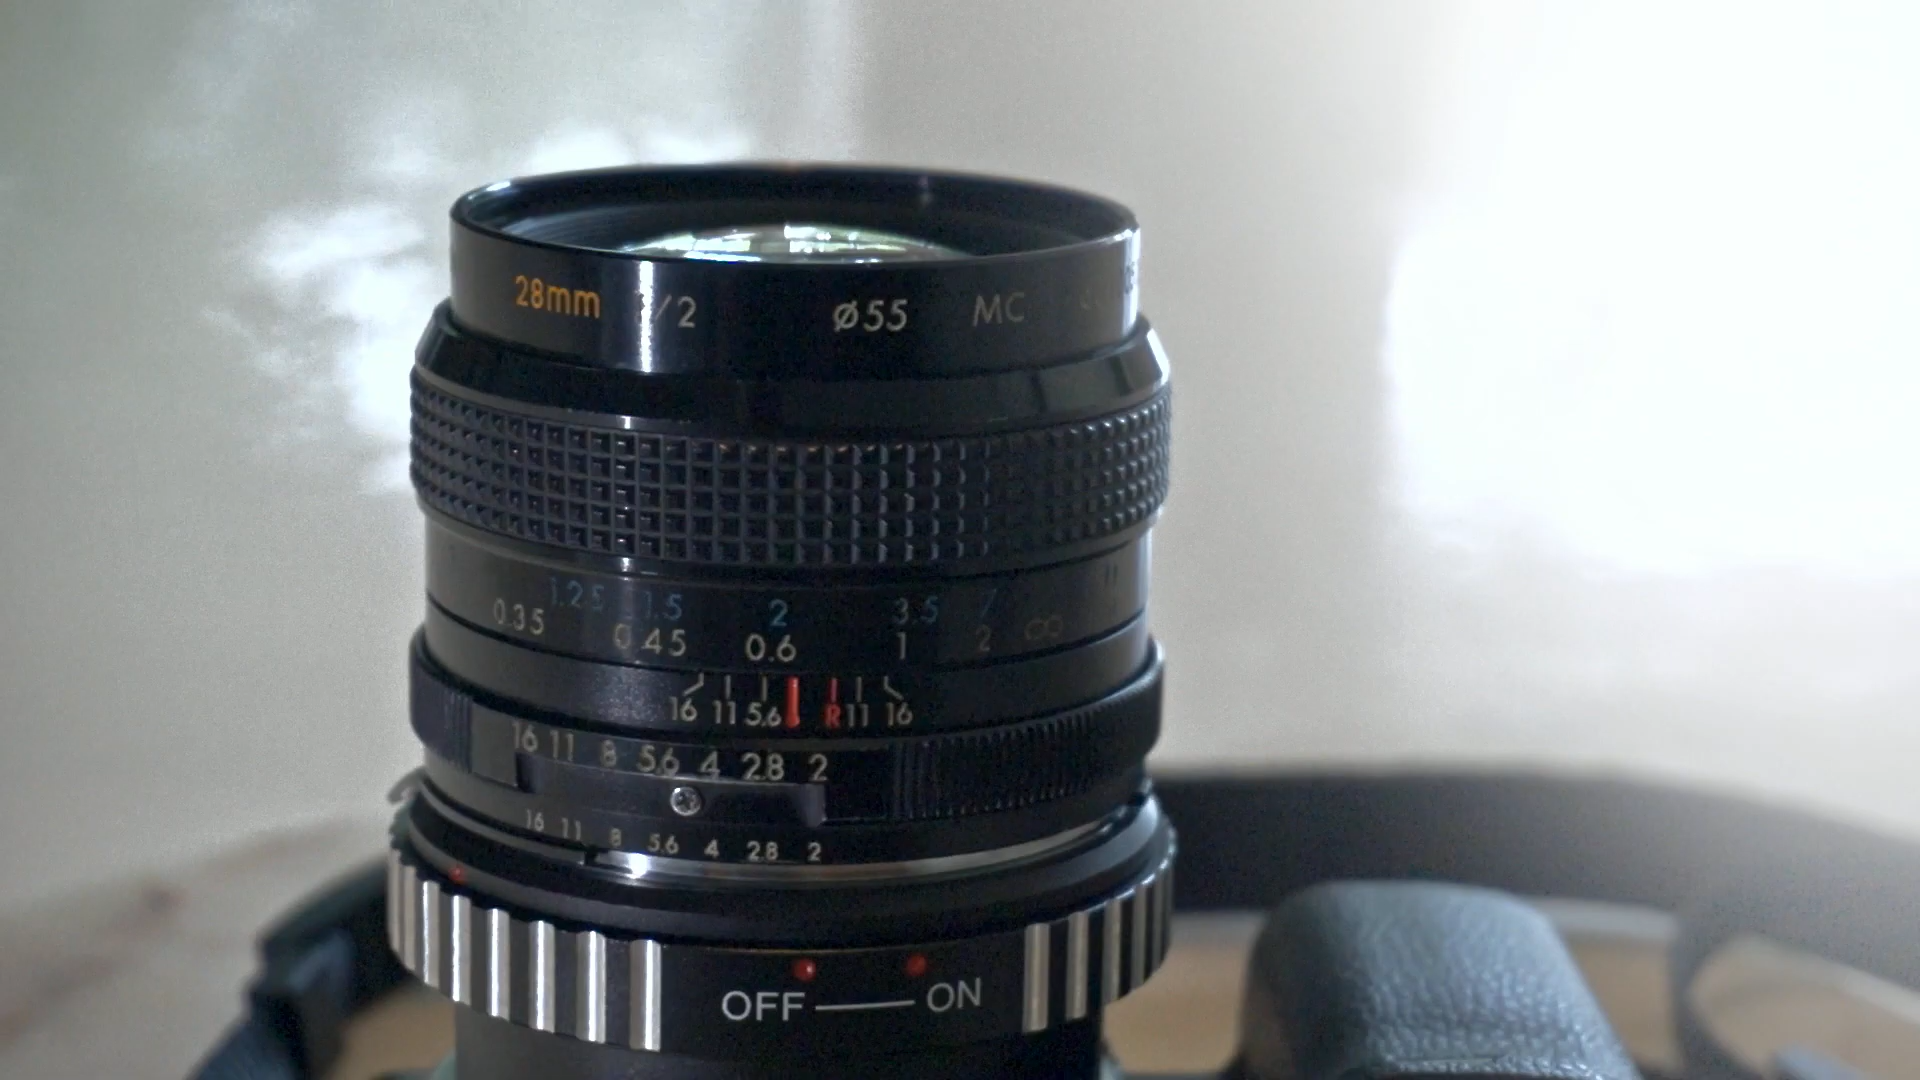 28mm /2 ø55 MC
1.25 1.5 2 3.5 7
0.35 0.45 0.6 1 2 ∞
16 11 5.6 R 11 16
16 11 8 5.6 4 2.8 2
16 11 8 5.6 4 2.8 2
OFF — ON